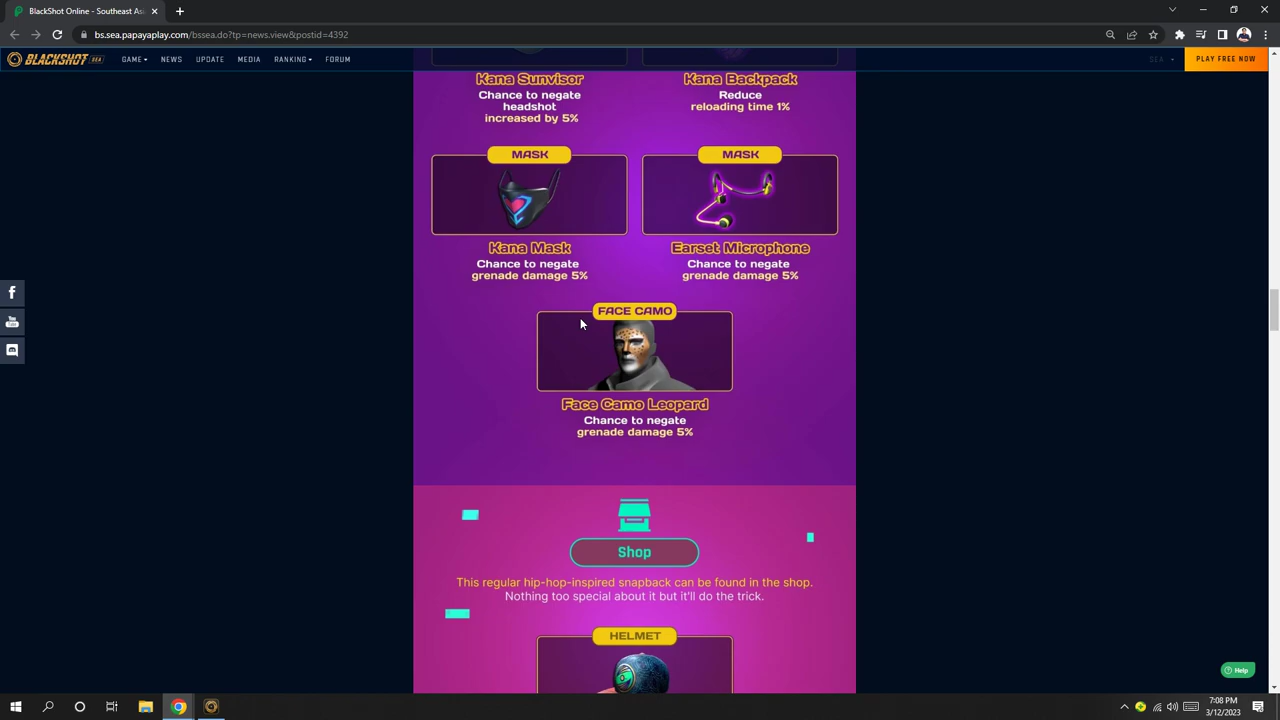 BlackShot - Southeast As
bs.sea.papayaplay.com/bssea.do?tp=news.view&postid=4392
BLACKSHOT SEA
GAME
NEWS
UPDATE
MEDIA
RANKING
FORUM
SEA
PLAY FREE NOW
Kana Sunvisor
Chance to negate
headshot
increased by 5%
Kana Backpack
Reduce
reloading time 1%
MASK
Kana Mask
Chance to negate
grenade damage 5%
MASK
Earset Microphone
Chance to negate
grenade damage 5%
FACE CAMO
Face Camo Leopard
Chance to negate
grenade damage 5%
Shop
This regular hip-hop-inspired snapback can be found in the shop.
Nothing too special about it but it'll do the trick.
HELMET
You
Tube
Help
7:08 PM
3/12/2023